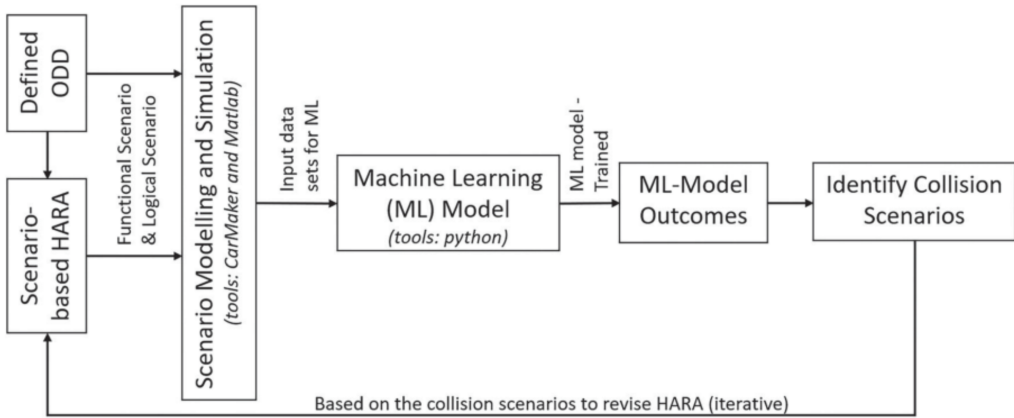 Defined
ODD
Scenario-
based HARA
Functional Scenario
& Logical Scenario
Scenario Modelling and Simulation
(tools: CarMaker and Matlab)
Input data
sets for ML
Machine Learning
(ML) Model
(tools: python)
ML model -
Trained
ML-Model
Outcomes
Identify Collision
Scenarios
Based on the collision scenarios to revise HARA (iterative)